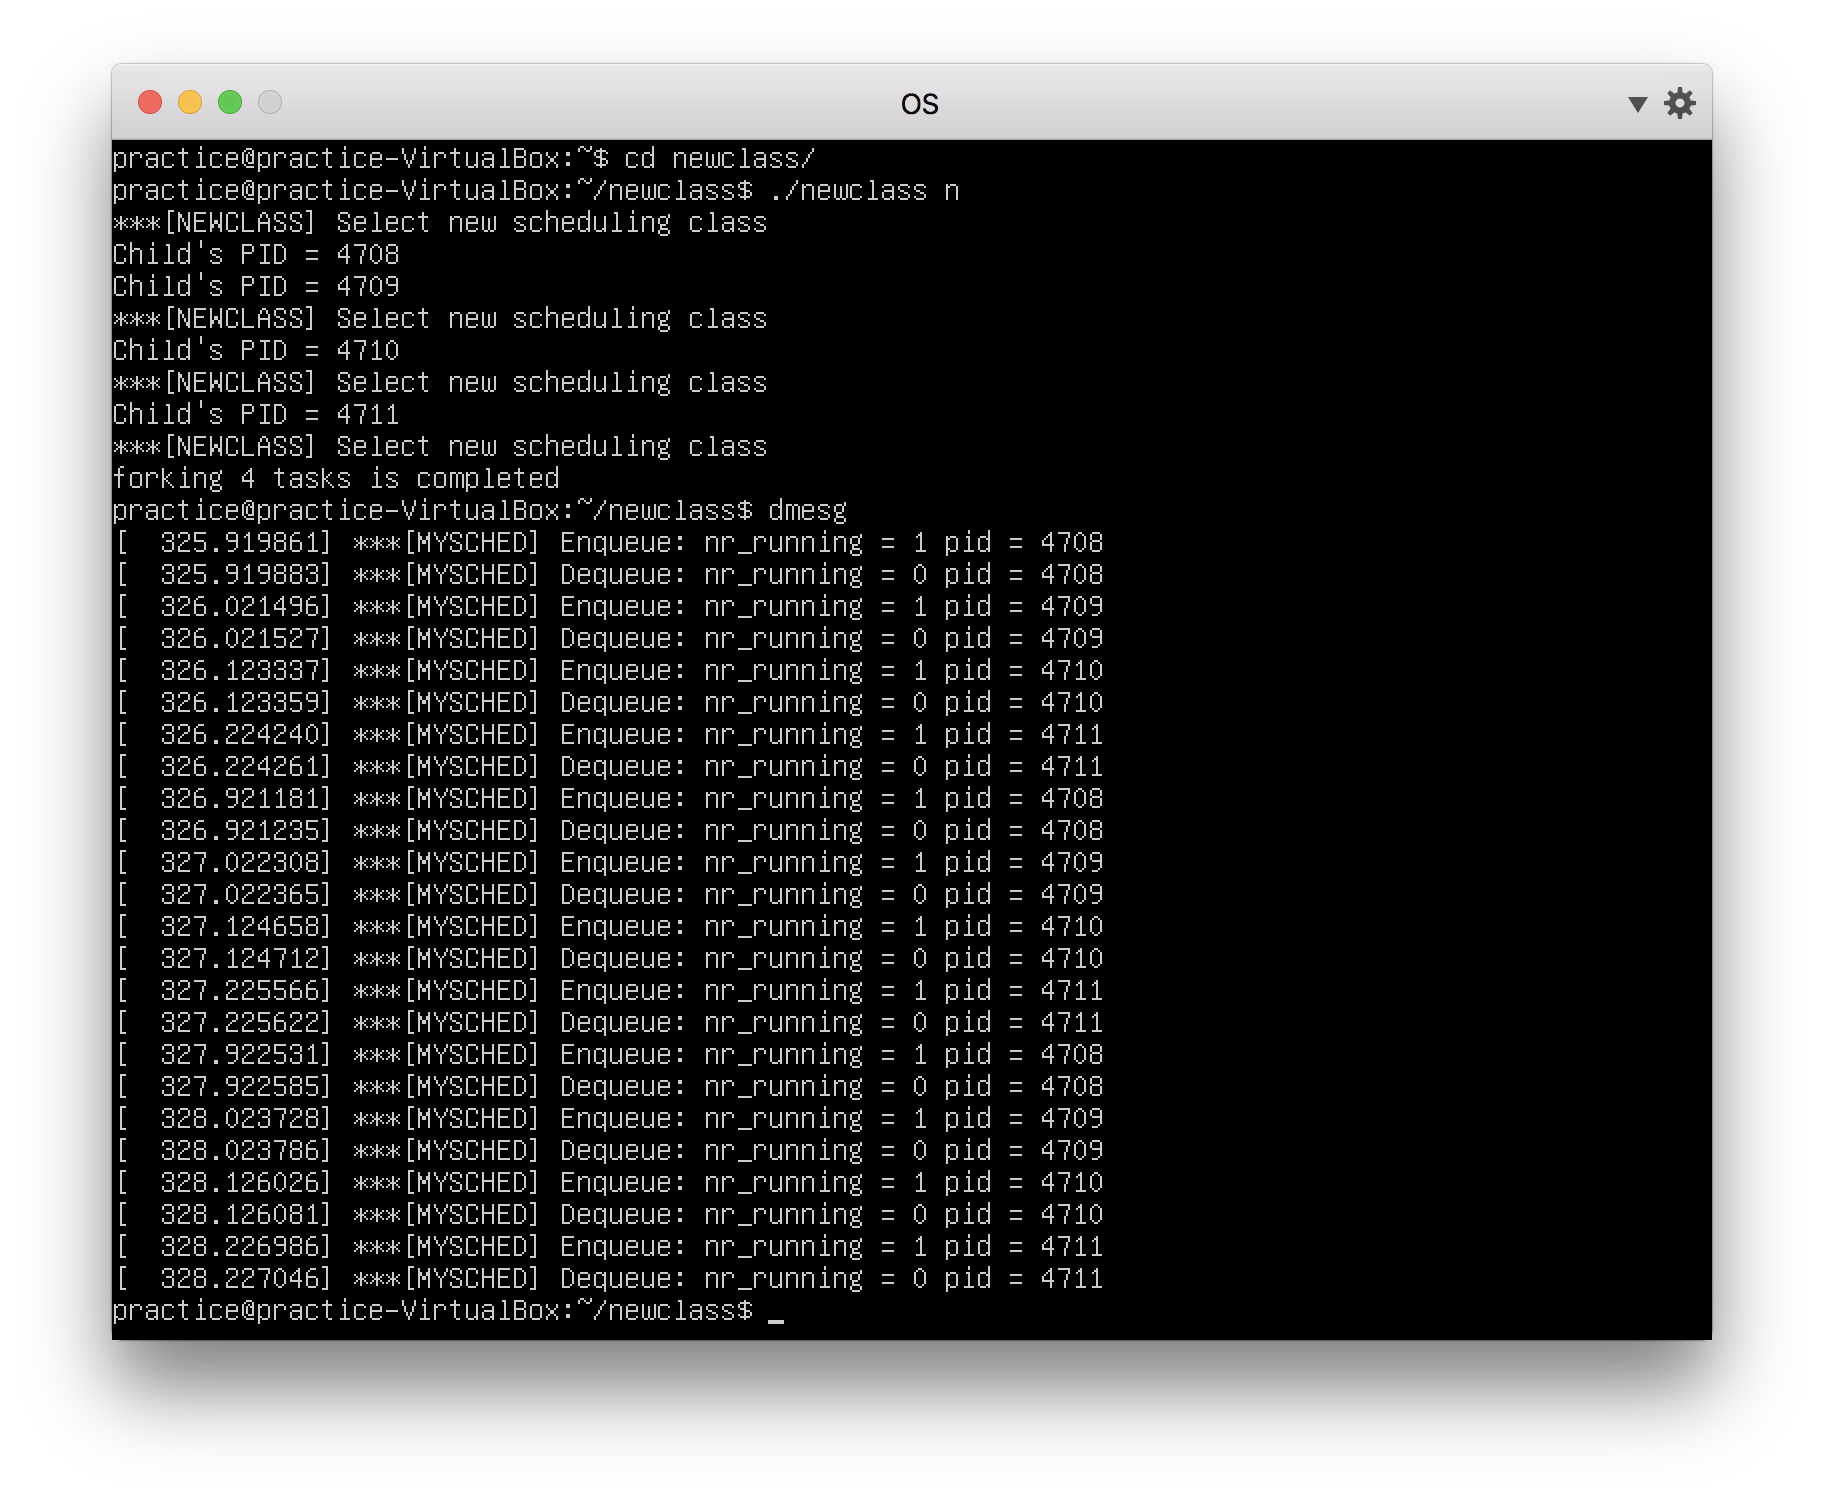 OS
practice@practice-VirtualBox:~$ cd newclass/
practice@practice-VirtualBox:~/newclass$ ./newclass n
***[NEWCLASS] Select new scheduling class
Child's PID = 4708
Child's PID = 4709
***[NEWCLASS] Select new scheduling class
Child's PID = 4710
***[NEWCLASS] Select new scheduling class
Child's PID = 4711
***[NEWCLASS] Select new scheduling class
forking 4 tasks is completed
practice@practice-VirtualBox:~/newclass$ dmesg
[  325.919861] ***[MYSCHED] Enqueue: nr_running = 1 pid = 4708
[  325.919883] ***[MYSCHED] Dequeue: nr_running = 0 pid = 4708
[  326.021496] ***[MYSCHED] Enqueue: nr_running = 1 pid = 4709
[  326.021527] ***[MYSCHED] Dequeue: nr_running = 0 pid = 4709
[  326.123337] ***[MYSCHED] Enqueue: nr_running = 1 pid = 4710
[  326.123359] ***[MYSCHED] Dequeue: nr_running = 0 pid = 4710
[  326.224240] ***[MYSCHED] Enqueue: nr_running = 1 pid = 4711
[  326.224261] ***[MYSCHED] Dequeue: nr_running = 0 pid = 4711
[  326.921181] ***[MYSCHED] Enqueue: nr_running = 1 pid = 4708
[  326.921235] ***[MYSCHED] Dequeue: nr_running = 0 pid = 4708
[  327.022308] ***[MYSCHED] Enqueue: nr_running = 1 pid = 4709
[  327.022365] ***[MYSCHED] Dequeue: nr_running = 0 pid = 4709
[  327.124658] ***[MYSCHED] Enqueue: nr_running = 1 pid = 4710
[  327.124712] ***[MYSCHED] Dequeue: nr_running = 0 pid = 4710
[  327.225566] ***[MYSCHED] Enqueue: nr_running = 1 pid = 4711
[  327.225622] ***[MYSCHED] Dequeue: nr_running = 0 pid = 4711
[  327.922531] ***[MYSCHED] Enqueue: nr_running = 1 pid = 4708
[  327.922585] ***[MYSCHED] Dequeue: nr_running = 0 pid = 4708
[  328.023728] ***[MYSCHED] Enqueue: nr_running = 1 pid = 4709
[  328.023786] ***[MYSCHED] Dequeue: nr_running = 0 pid = 4709
[  328.126026] ***[MYSCHED] Enqueue: nr_running = 1 pid = 4710
[  328.126081] ***[MYSCHED] Dequeue: nr_running = 0 pid = 4710
[  328.226986] ***[MYSCHED] Enqueue: nr_running = 1 pid = 4711
[  328.227046] ***[MYSCHED] Dequeue: nr_running = 0 pid = 4711
practice@practice-VirtualBox:~/newclass$ _